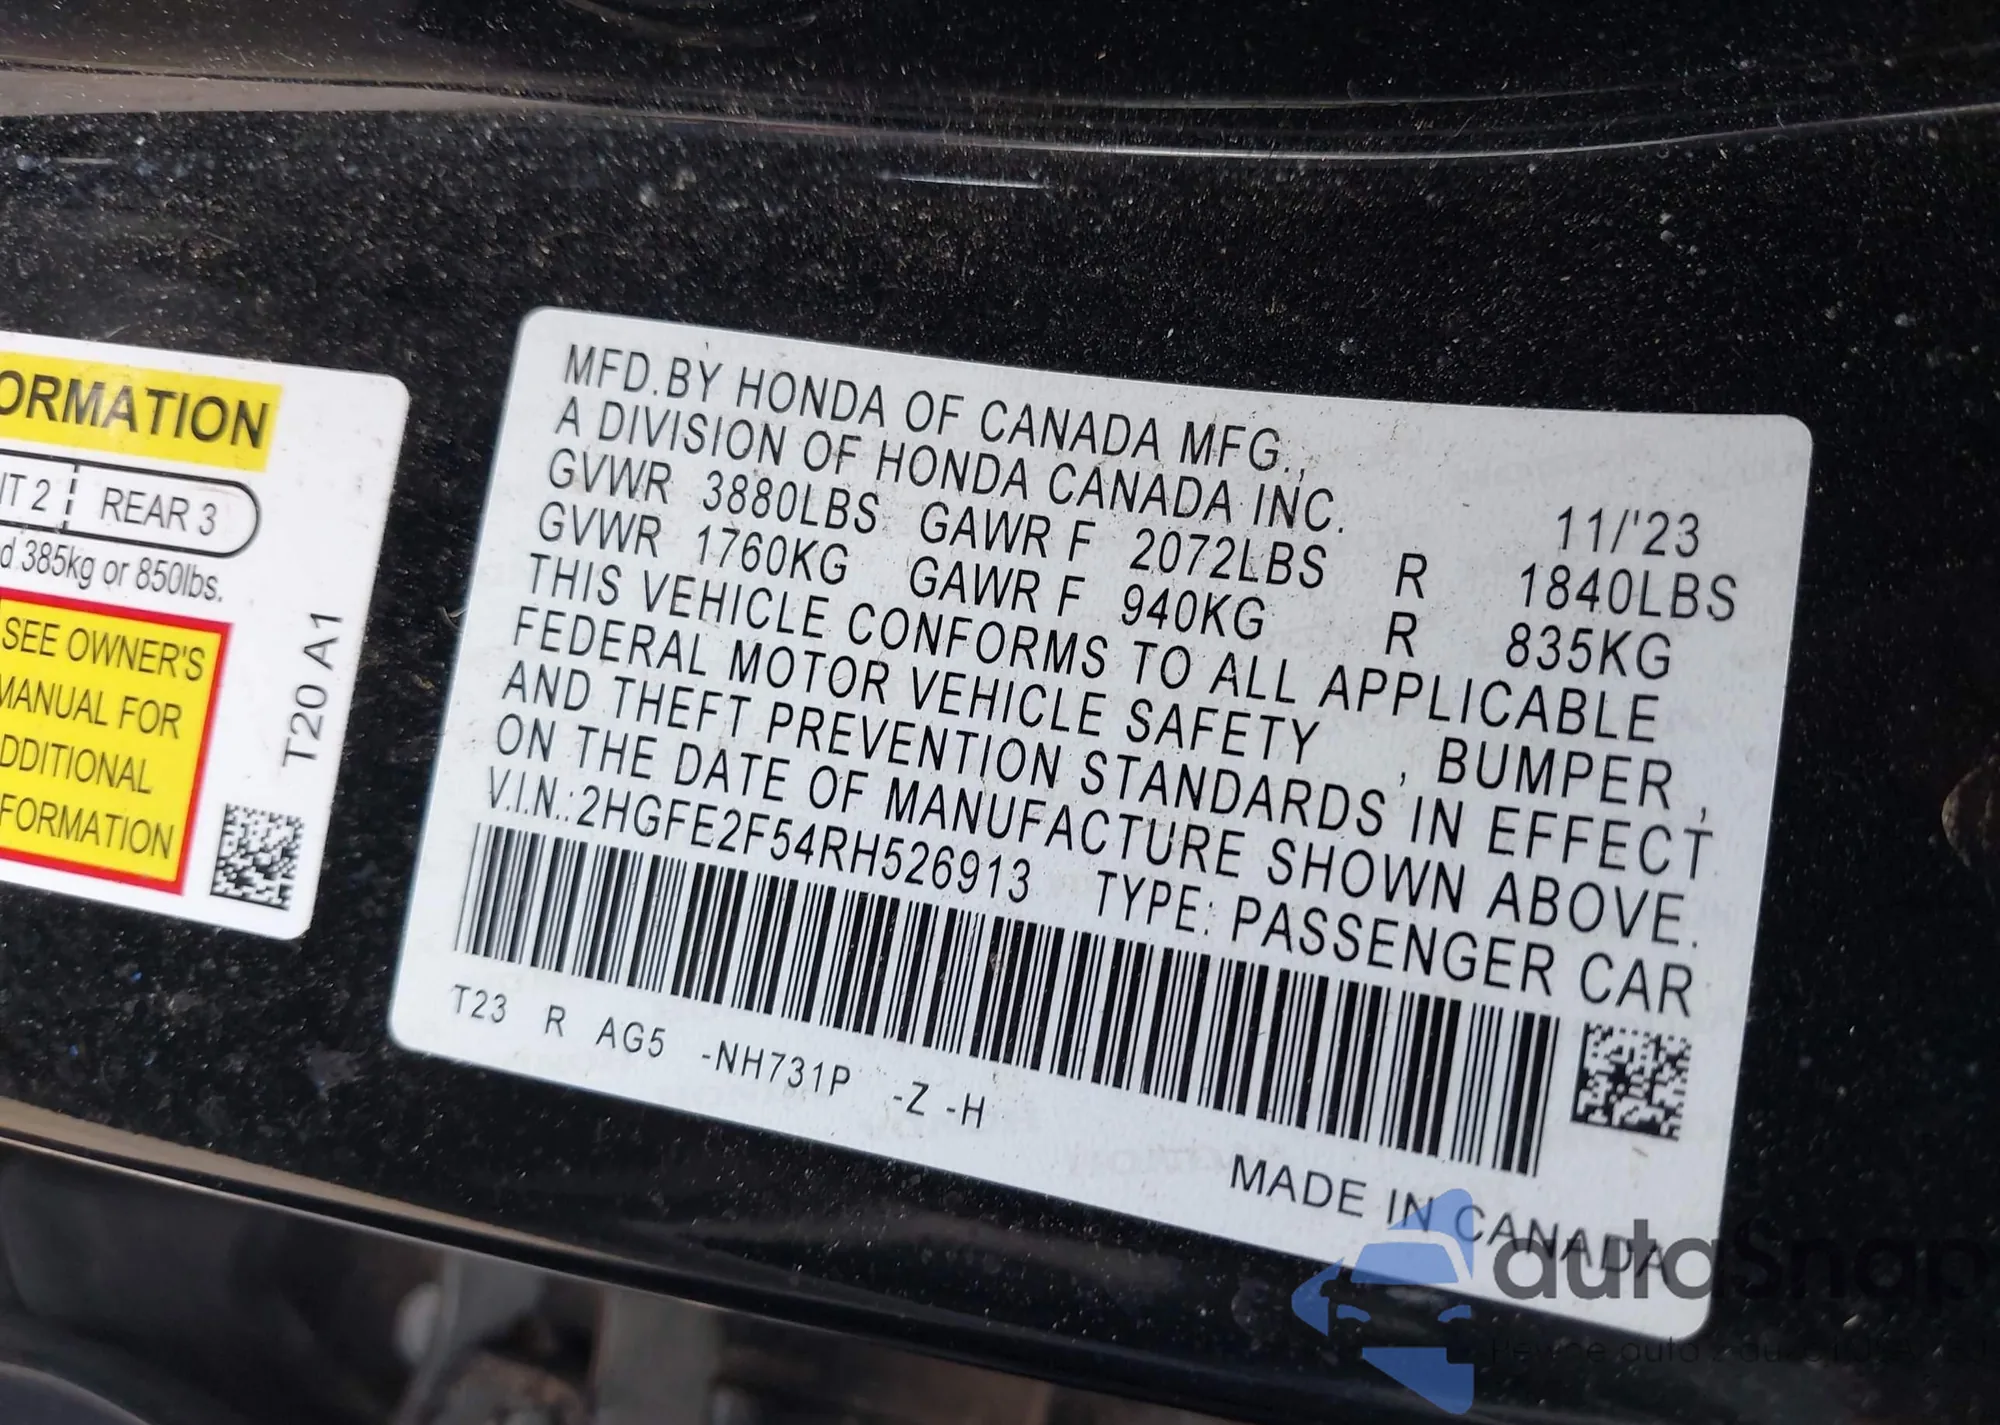 ORMATION
IT 2 REAR 3
d 385kg or 850lbs.
SEE OWNER'S
MANUAL FOR
DDITIONAL
FORMATION
T20 A1
MFD.BY HONDA OF CANADA MFG.,
A DIVISION OF HONDA CANADA INC. 11/'23
GVWR 3880LBS GAWR F 2072LBS R 1840LBS
GVWR 1760KG GAWR F 940KG R 835KG
THIS VEHICLE CONFORMS TO ALL APPLICABLE
FEDERAL MOTOR VEHICLE SAFETY , BUMPER ,
AND THEFT PREVENTION STANDARDS IN EFFECT
ON THE DATE OF MANUFACTURE SHOWN ABOVE.
V.I.N.:2HGFE2F54RH526913 TYPE: PASSENGER CAR
T23 R AG5 -NH731P -Z -H
MADE IN CANADA
autaSnap